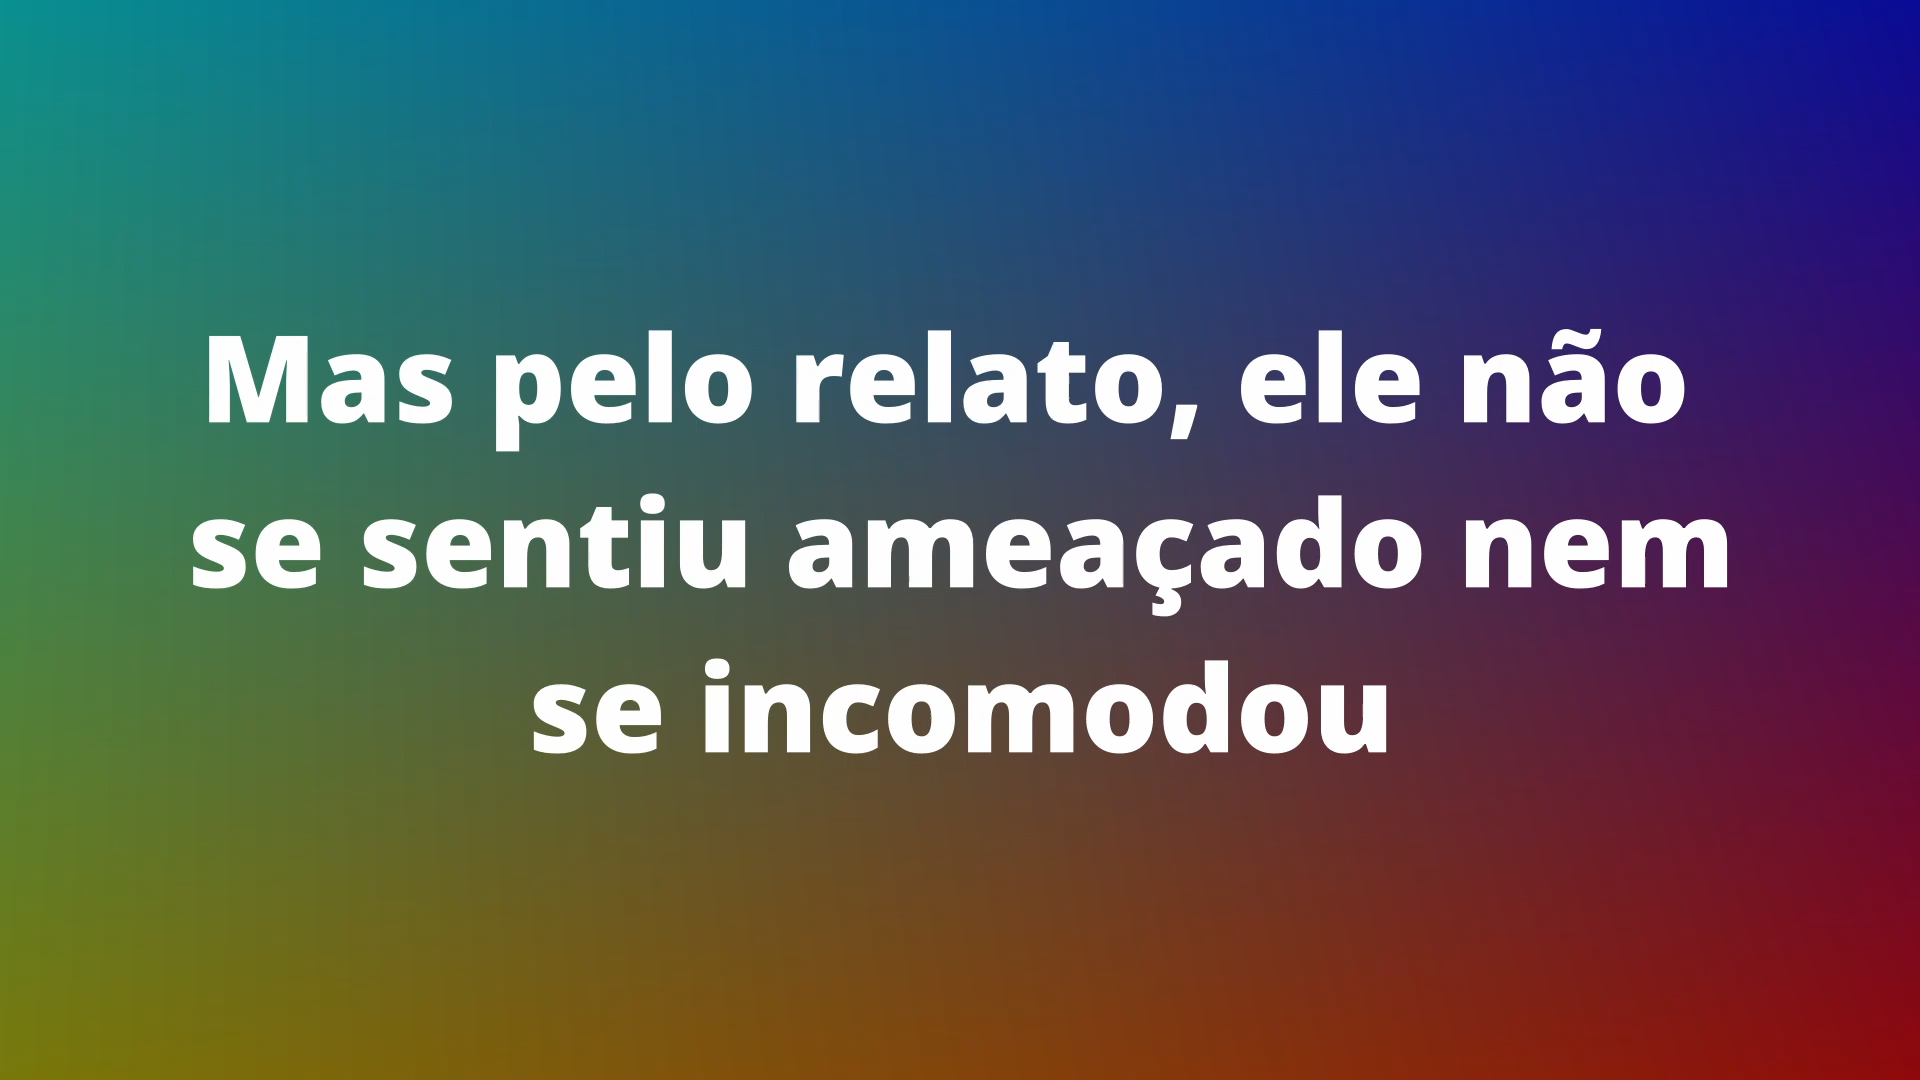 Mas pelo relato, ele não
se sentiu ameaçado nem
se incomodou